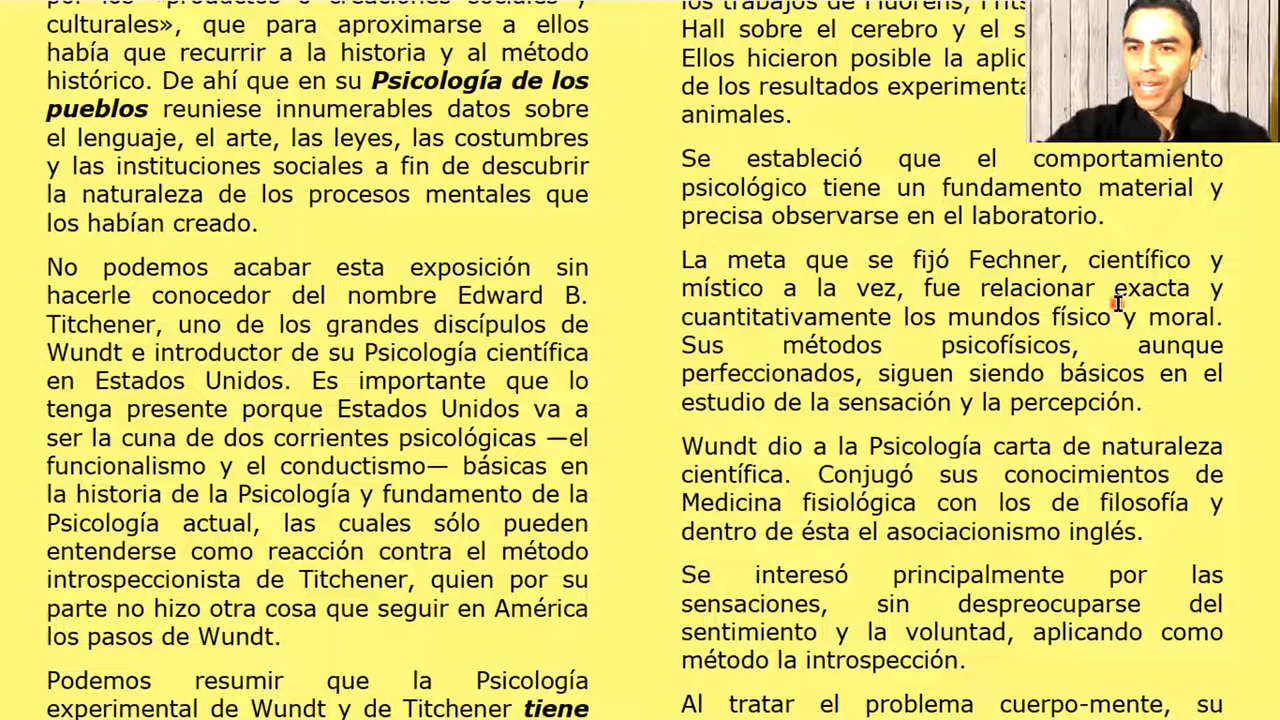 por los «productos o creaciones sociales y
culturales», que para aproximarse a ellos
había que recurrir a la historia y al método
histórico. De ahí que en su Psicología de los
pueblos reuniese innumerables datos sobre
el lenguaje, el arte, las leyes, las costumbres
y las instituciones sociales a fin de descubrir
la naturaleza de los procesos mentales que
los habían creado.
No podemos acabar esta exposición sin
hacerle conocedor del nombre Edward B.
Titchener, uno de los grandes discípulos de
Wundt e introductor de su Psicología científica
en Estados Unidos. Es importante que lo
tenga presente porque Estados Unidos va a
ser la cuna de dos corrientes psicológicas —el
funcionalismo y el conductismo— básicas en
la historia de la Psicología y fundamento de la
Psicología actual, las cuales sólo pueden
entenderse como reacción contra el método
introspeccionista de Titchener, quien por su
parte no hizo otra cosa que seguir en América
los pasos de Wundt.
Podemos resumir que la Psicología
experimental de Wundt y de Titchener tiene
los trabajos de Fluorens,
Hall sobre el cerebro y el
Ellos hicieron posible la
de los resultados
animales.
Se estableció que el comportamiento
psicológico tiene un fundamento material y
precisa observarse en el laboratorio.
La meta que se fijó Fechner, científico y
místico a la vez, fue relacionar exacta y
cuantitativamente los mundos físico y moral.
Sus métodos psicofísicos, aunque
perfeccionados, siguen siendo básicos en el
estudio de la sensación y la percepción.
Wundt dio a la Psicología carta de naturaleza
científica. Conjugó sus conocimientos de
Medicina fisiológica con los de filosofía y
dentro de ésta el asociacionismo inglés.
Se interesó principalmente por las
sensaciones, sin despreocuparse del
sentimiento y la voluntad, aplicando como
método la introspección.
Al tratar el problema cuerpo-mente, su